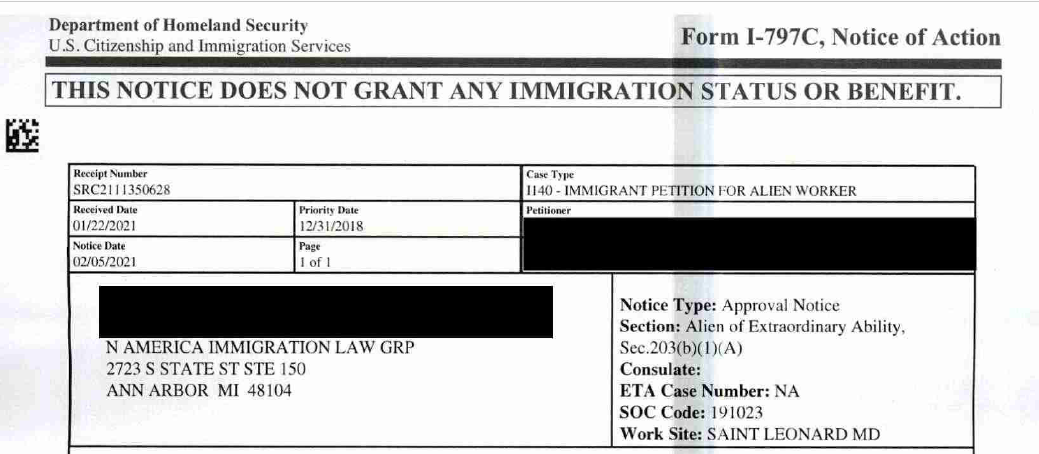 Department of Homeland Security
U.S. Citizenship and Immigration Services
Form I-797C, Notice of Action
THIS NOTICE DOES NOT GRANT ANY IMMIGRATION STATUS OR BENEFIT.
Receipt Number
SRC2111350628
Case Type
I140 - IMMIGRANT PETITION FOR ALIEN WORKER
Received Date
01/22/2021
Priority Date
12/31/2018
Petitioner
Notice Date
02/05/2021
Page
1 of 1
N AMERICA IMMIGRATION LAW GRP
2723 S STATE ST STE 150
ANN ARBOR MI 48104
Notice Type: Approval Notice
Section: Alien of Extraordinary Ability,
Sec.203(b)(1)(A)
Consulate:
ETA Case Number: NA
SOC Code: 191023
Work Site: SAINT LEONARD MD